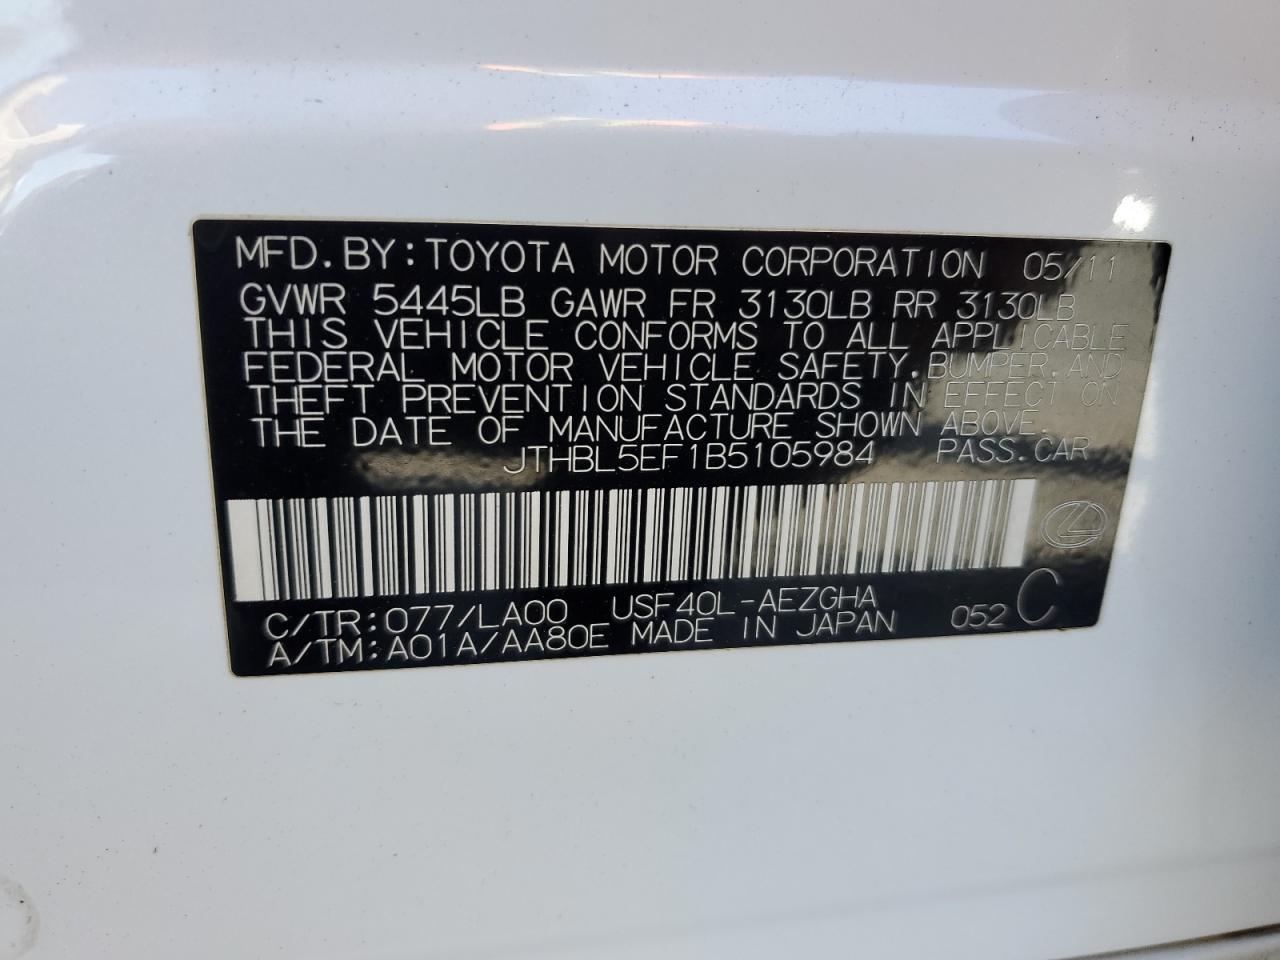 MFD. BY: TOYOTA MOTOR CORPORATION 05/11
GVWR 5445LB GAWR FR 3130LB RR 3130LB
THIS VEHICLE CONFORMS TO ALL APPLICABLE
FEDERAL MOTOR VEHICLE SAFETY, BUMPER, AND
THEFT PREVENTION STANDARDS IN EFFECT ON
THE DATE OF MANUFACTURE SHOWN ABOVE.
JTHBL5EF1B5105984 PASS. CAR
C/TR: 077/LA00 USF40L-AEZGHA
A/TM: A01A/AA80E MADE IN JAPAN 052 C